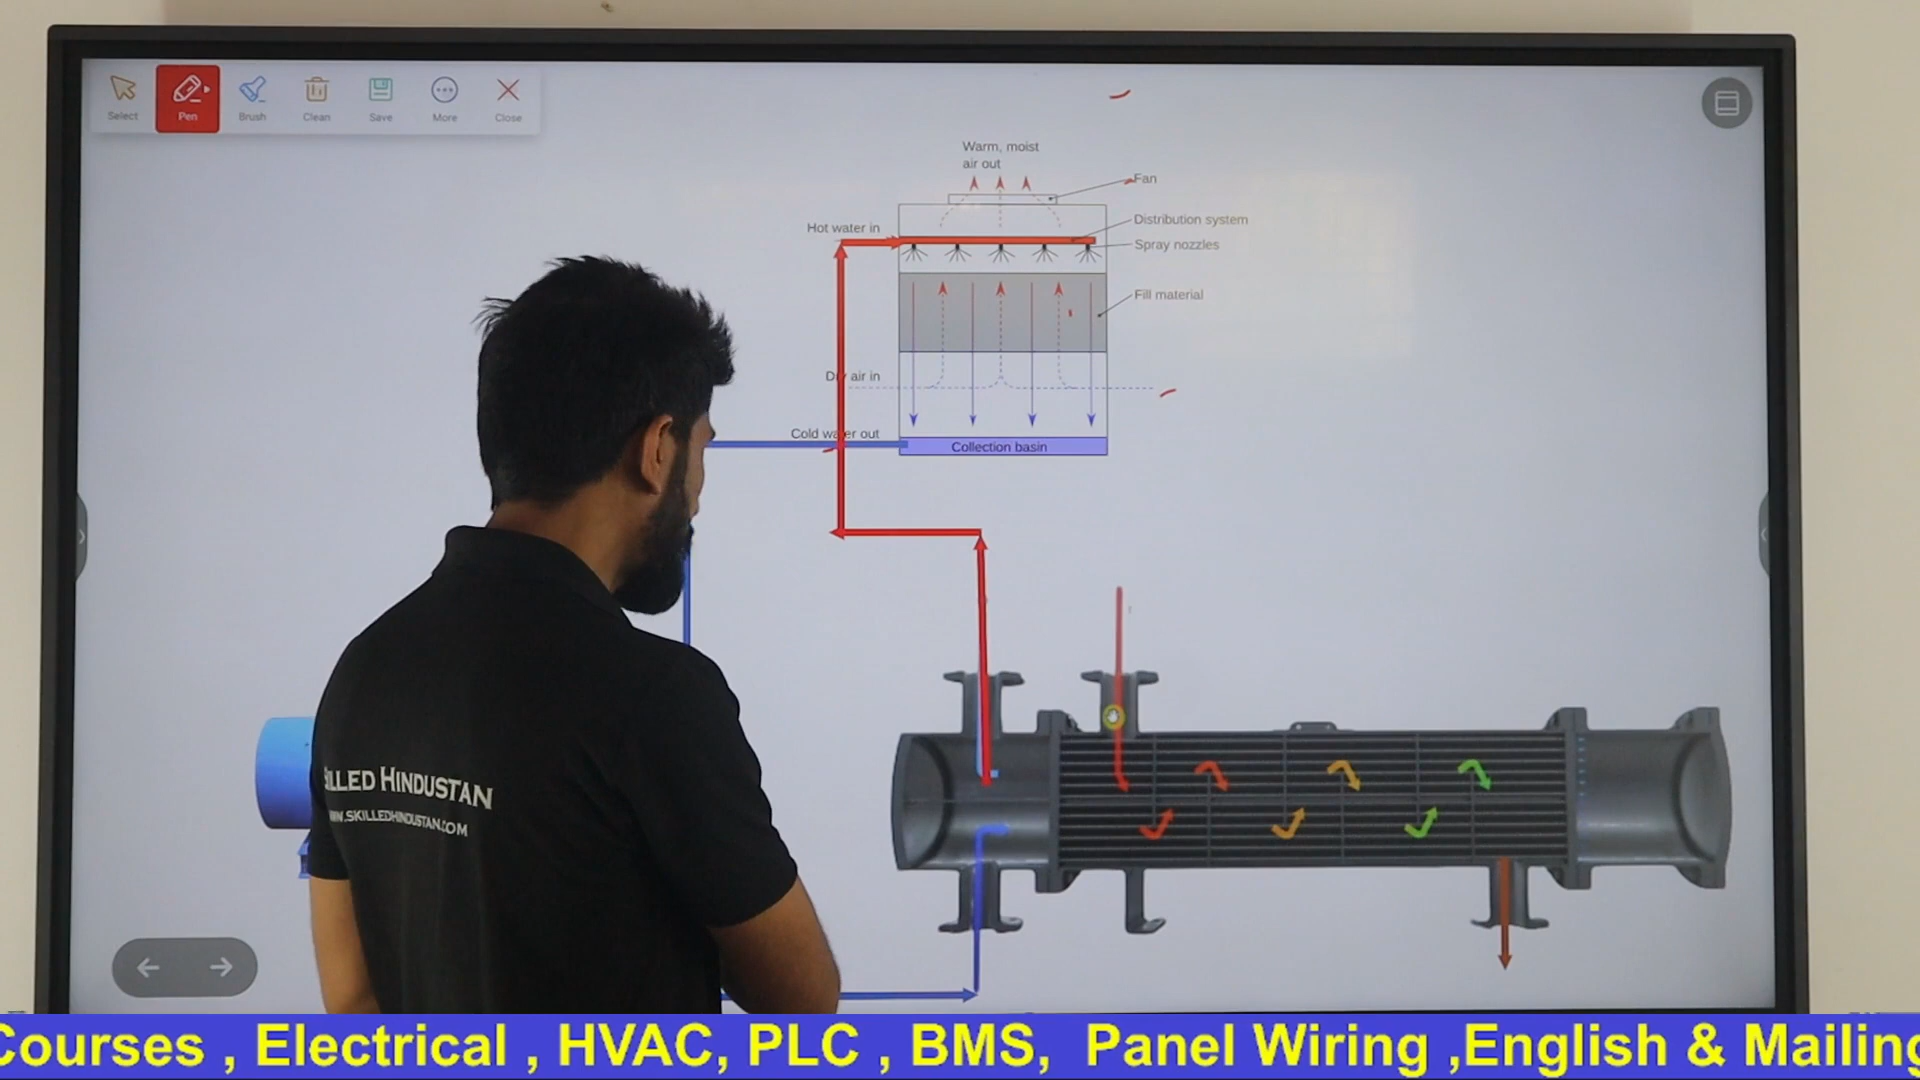 Select Pen Brush Clean Save More Close
Warm, moist
air out
Fan
Hot water in
Distribution system
Spray nozzles
Fill material
Dry air in
Cold water out
Collection basin
HINDUSTAN
.SKILLEDHINDUSTAN.COM
Courses , Electrical , HVAC, PLC , BMS, Panel Wiring ,English & Mailing